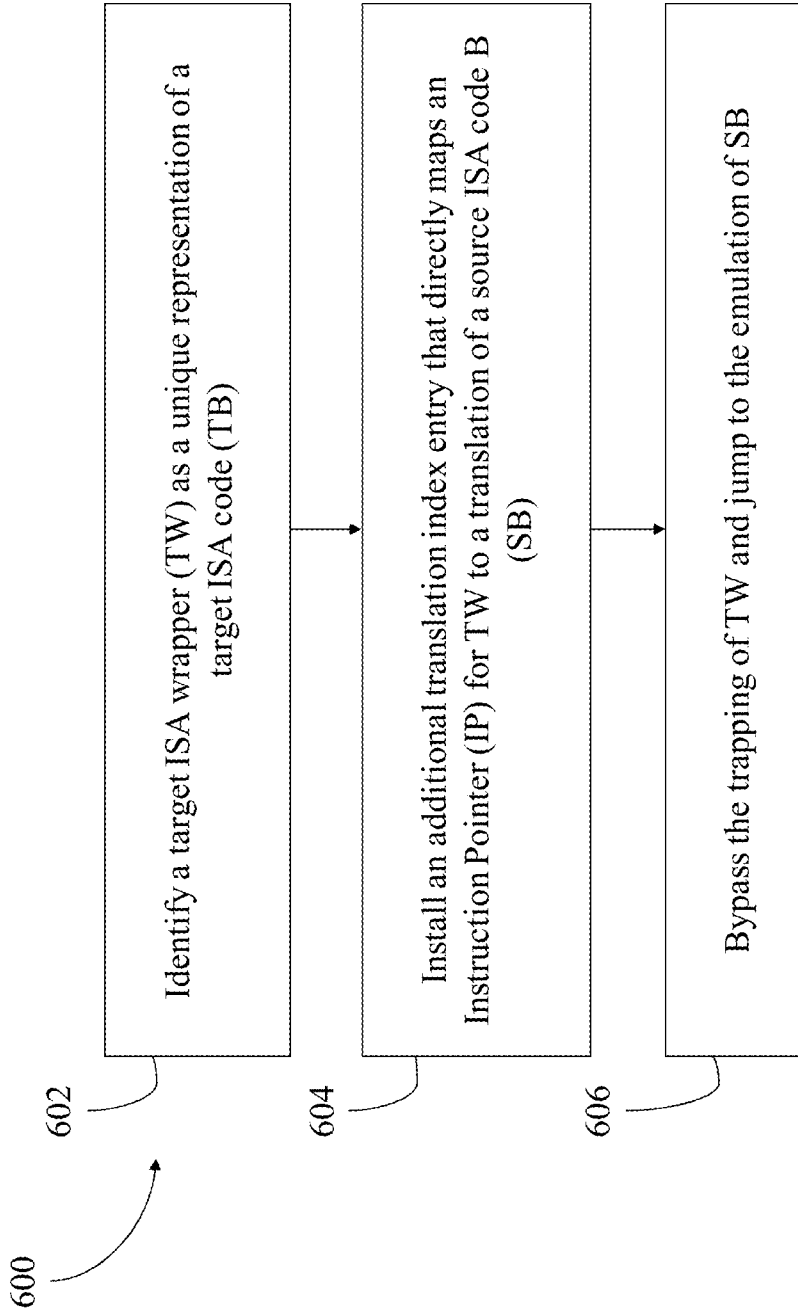 600
602
Identify a target ISA wrapper (TW) as a unique representation of a
target ISA code (TB)
604
Install an additional translation index entry that directly maps an
Instruction Pointer (IP) for TW to a translation of a source ISA code B
(SB)
606
Bypass the trapping of TW and jump to the emulation of SB